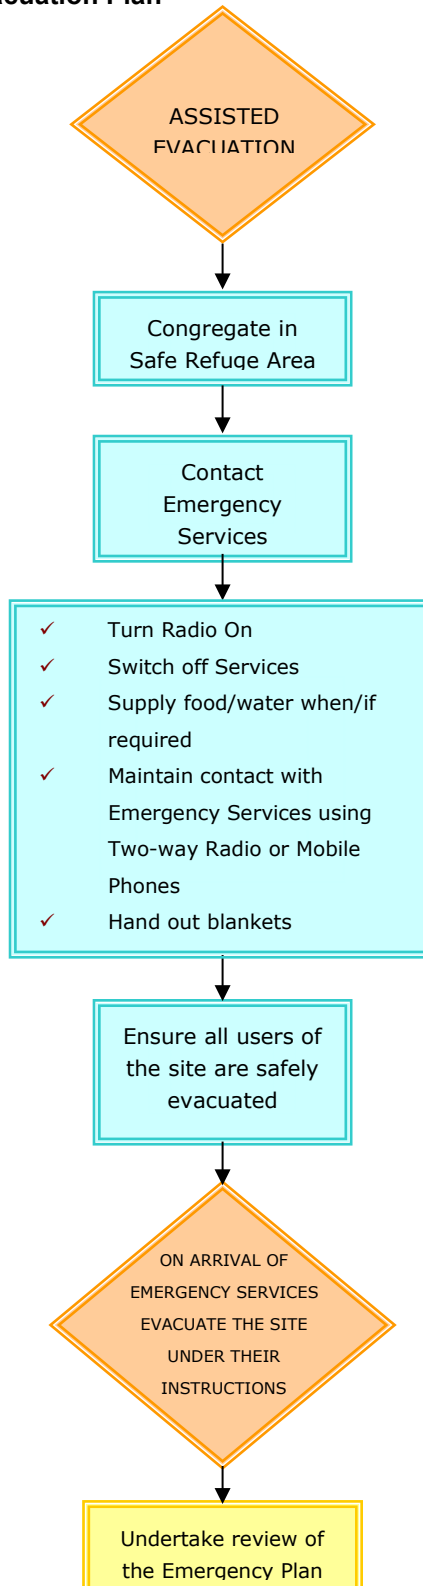 acuation Plan
ASSISTED
EVACUATION
Congregate in
Safe Refuge Area
Contact
Emergency
Services
✓ Turn Radio On
✓ Switch off Services
✓ Supply food/water when/if
required
✓ Maintain contact with
Emergency Services using
Two-way Radio or Mobile
Phones
✓ Hand out blankets
Ensure all users of
the site are safely
evacuated
ON ARRIVAL OF
EMERGENCY SERVICES
EVACUATE THE SITE
UNDER THEIR
INSTRUCTIONS
Undertake review of
the Emergency Plan